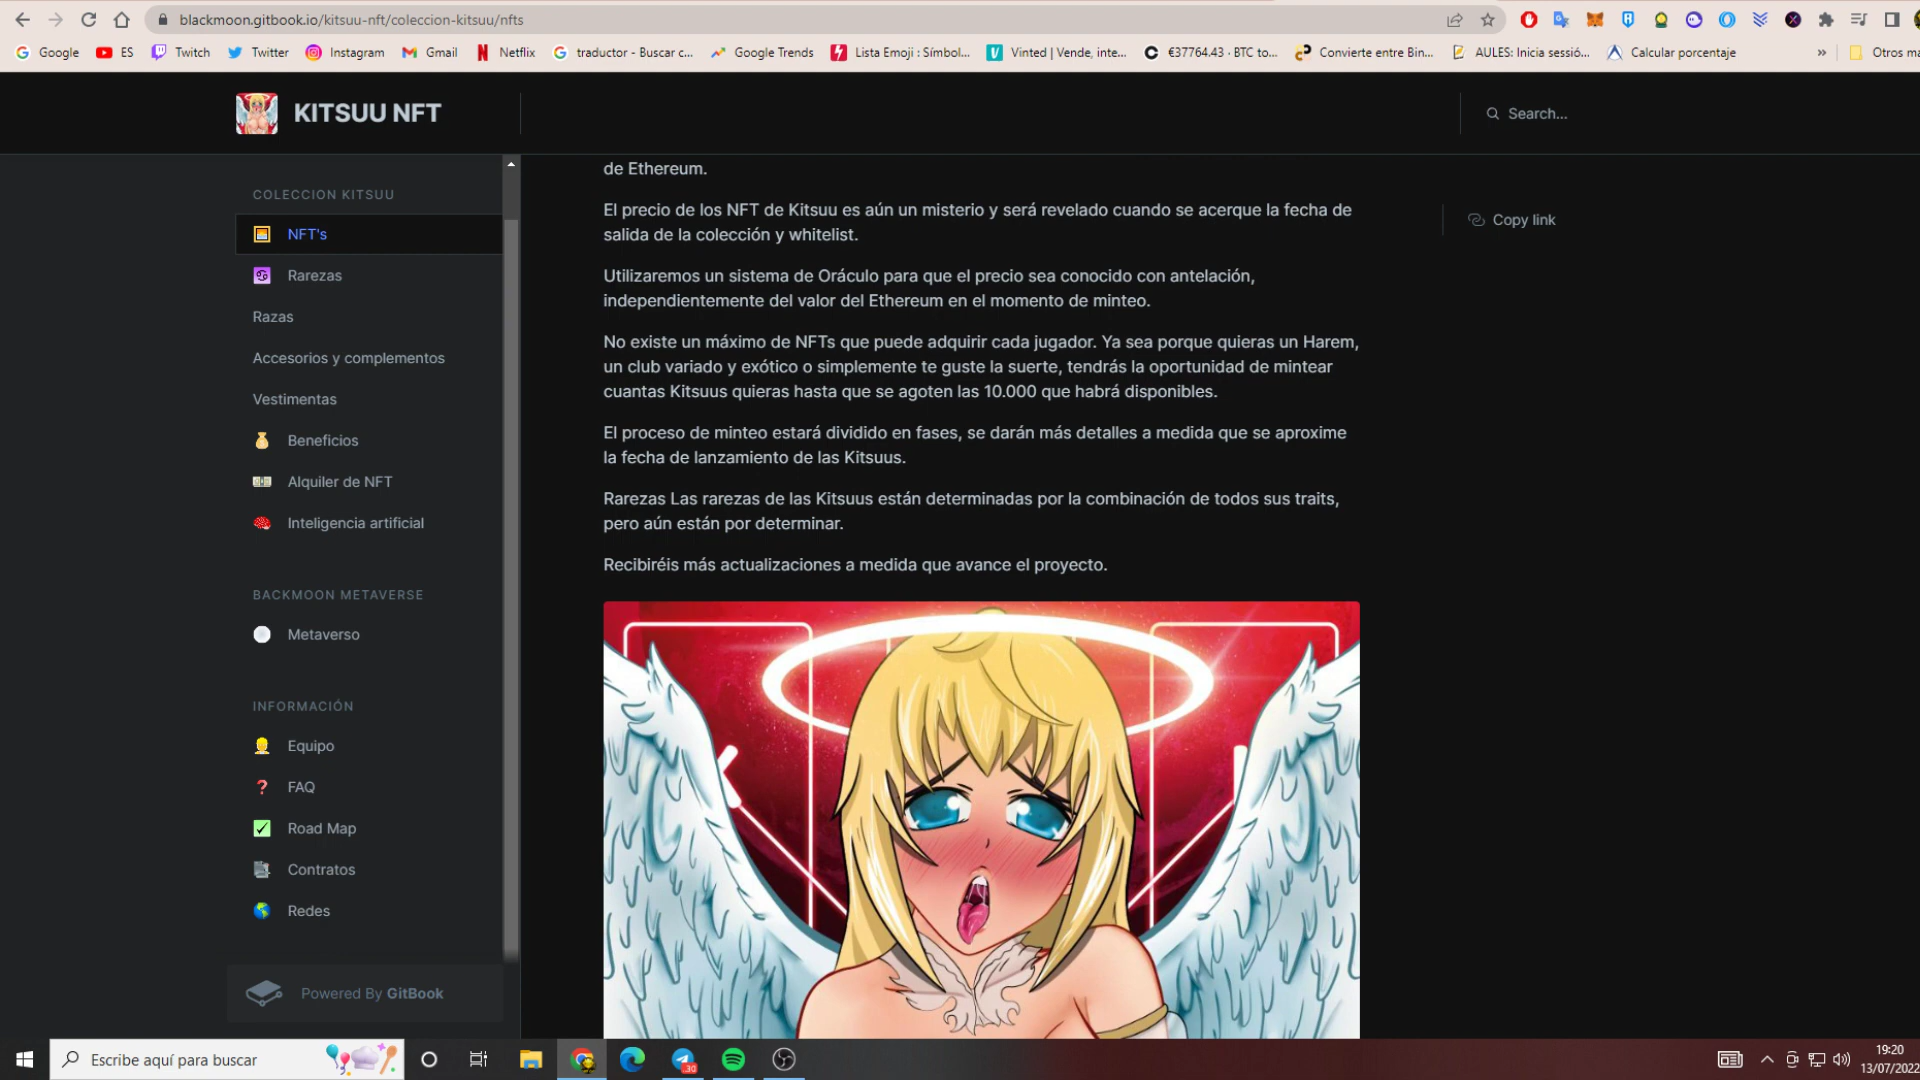 blackmoon.gitbook.io/kitsuu-nft/coleccion-kitsuu/nfts
Google
ES
Twitch
Twitter
Instagram
Gmail
Netflix
traductor - Buscar c...
Google Trends
Lista Emoji : Símbol...
Vinted | Vende, inte...
€37764.43 · BTC to...
Convierte entre Bin...
AULES: Inicia sessió...
Calcular porcentaje
»
Otros ma
KITSUU NFT
Search...
COLECCION KITSUU
NFT's
Rarezas
Razas
Accesorios y complementos
Vestimentas
Beneficios
Alquiler de NFT
Inteligencia artificial
BACKMOON METAVERSE
Metaverso
INFORMACIÓN
Equipo
FAQ
Road Map
Contratos
Redes
Powered By GitBook
de Ethereum.
El precio de los NFT de Kitsuu es aún un misterio y será revelado cuando se acerque la fecha de
salida de la colección y whitelist.
Utilizaremos un sistema de Oráculo para que el precio sea conocido con antelación,
independientemente del valor del Ethereum en el momento de minteo.
No existe un máximo de NFTs que puede adquirir cada jugador. Ya sea porque quieras un Harem,
un club variado y exótico o simplemente te guste la suerte, tendrás la oportunidad de mintear
cuantas Kitsuus quieras hasta que se agoten las 10.000 que habrá disponibles.
El proceso de minteo estará dividido en fases, se darán más detalles a medida que se aproxime
la fecha de lanzamiento de las Kitsuus.
Rarezas Las rarezas de las Kitsuus están determinadas por la combinación de todos sus traits,
pero aún están por determinar.
Recibiréis más actualizaciones a medida que avance el proyecto.
Copy link
Escribe aquí para buscar
30
19:20
13/07/2022